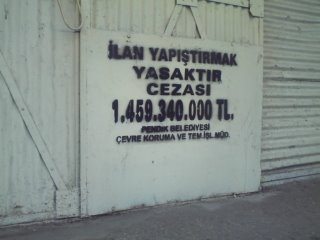 İLAN YAPIŞTIRMAK
YASAKTIR
CEZASI
1.459.340.000 TL.
PENDİK BELEDİYESİ
ÇEVRE KORUMA VE TEM.İŞL.MÜD.